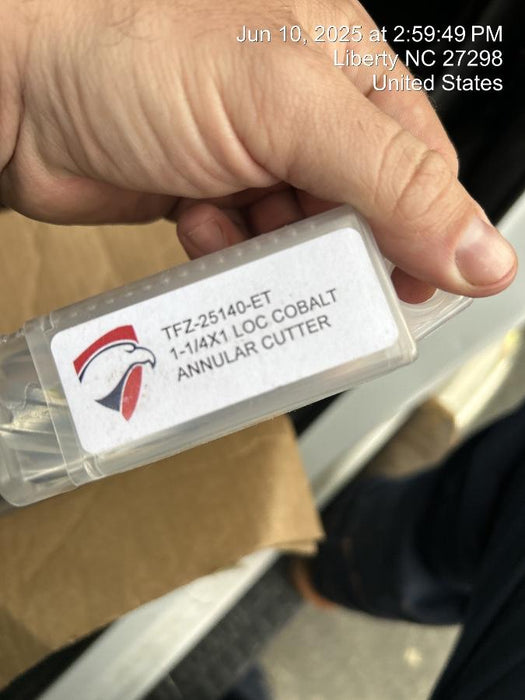 Jun 10, 2025 at 2:59:49 PM
Liberty NC 27298
United States
TFZ-25140-ET
1-1/4X1 LOC COBALT
ANNULAR CUTTER